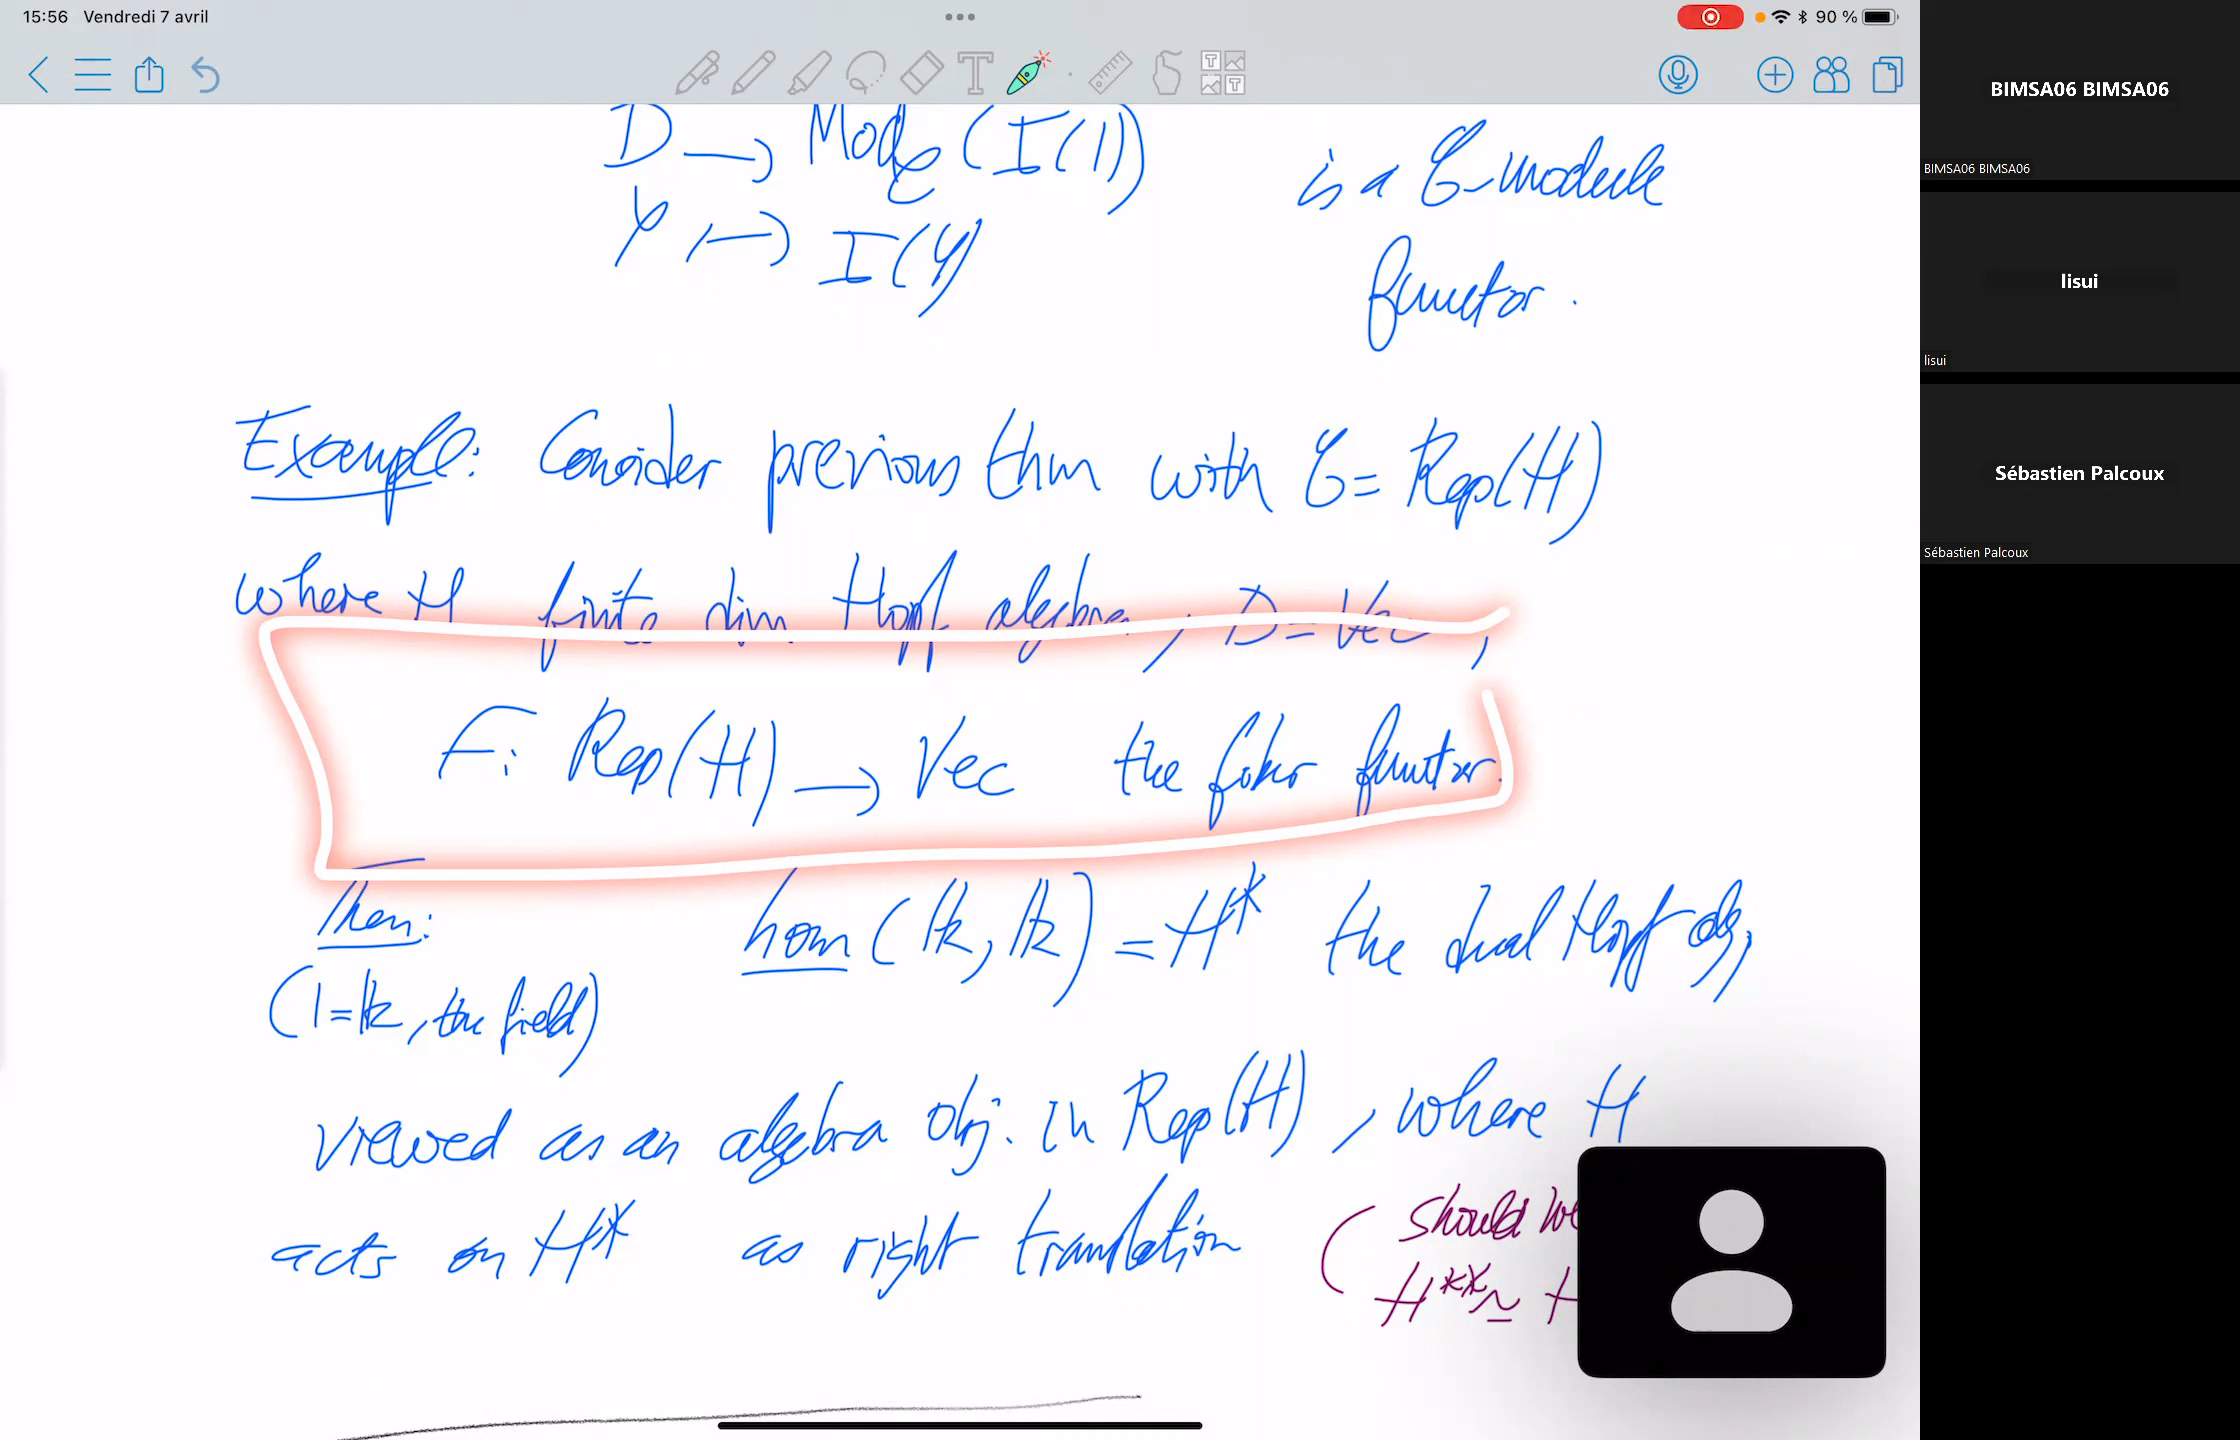 15:56 Vendredi 7 avril
90 %
D → Mod_𝒞 (I(1)) is a 𝒞-module
Y ↦ I(Y) functor.
Example: Consider previous thm with 𝒞 = Rep(H)
where H finite dim Hopf algebra, D = Vec,
F: Rep(H) → Vec the fiber functor.
Then: hom(𝕜, 𝕜) = H* the dual Hopf alg,
(1 = 𝕜, the field)
viewed as an algebra obj. in Rep(H), where H
acts on H* as right translation
( should be
H** ≃ H
BIMSA06 BIMSA06
BIMSA06 BIMSA06
lisui
lisui
Sébastien Palcoux
Sébastien Palcoux